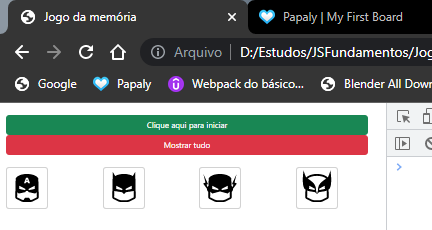 Jogo da memória
Papaly | My First Board
Arquivo | D:/Estudos/JSFundamentos/Jog
Google
Papaly
Webpack do básico...
Blender All Down
Clique aqui para iniciar
Mostrar tudo
A